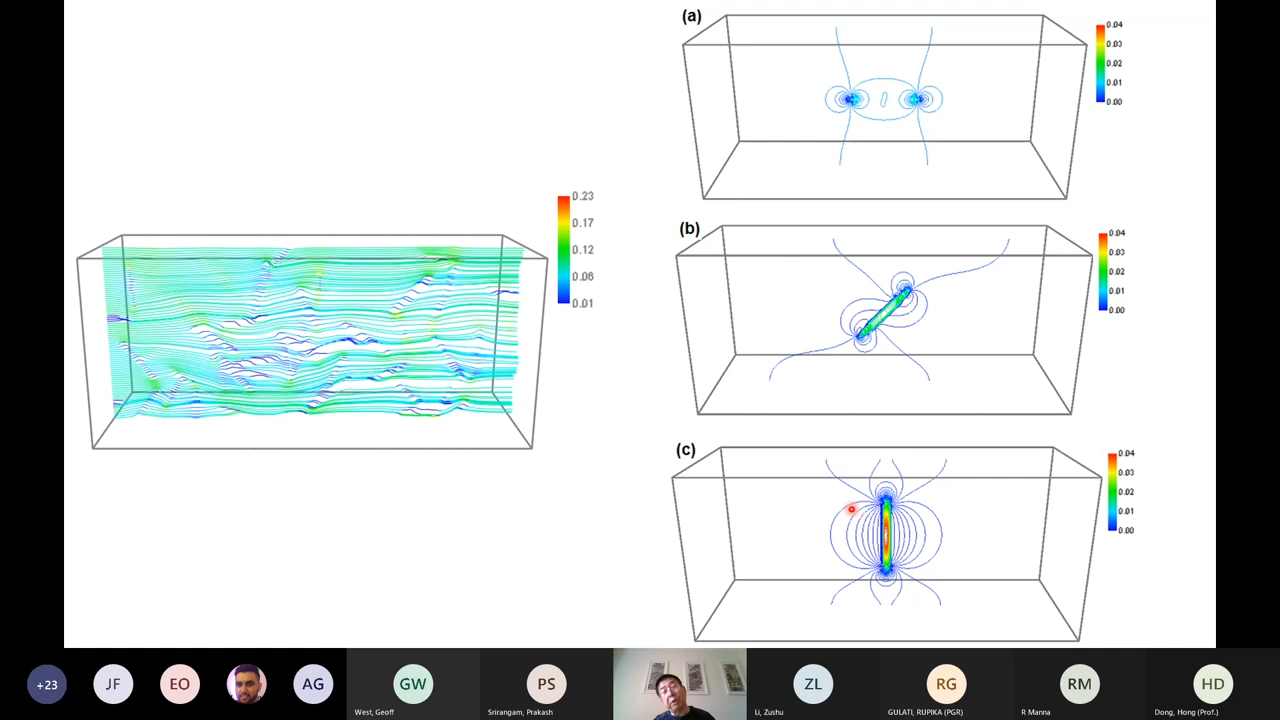 (a)
0.04
0.03
0.02
0.01
0.00
0.23
0.17
0.12
0.06
0.01
(b)
0.04
0.03
0.02
0.01
0.00
(c)
0.04
0.03
0.02
0.01
0.00
+23
JF
EO
AG
GW
West, Geoff
PS
Srirangam, Prakash
ZL
Li, Zushu
RG
GULATI, RUPIKA (PGR)
RM
R Manna
HD
Dong, Hong (Prof.)